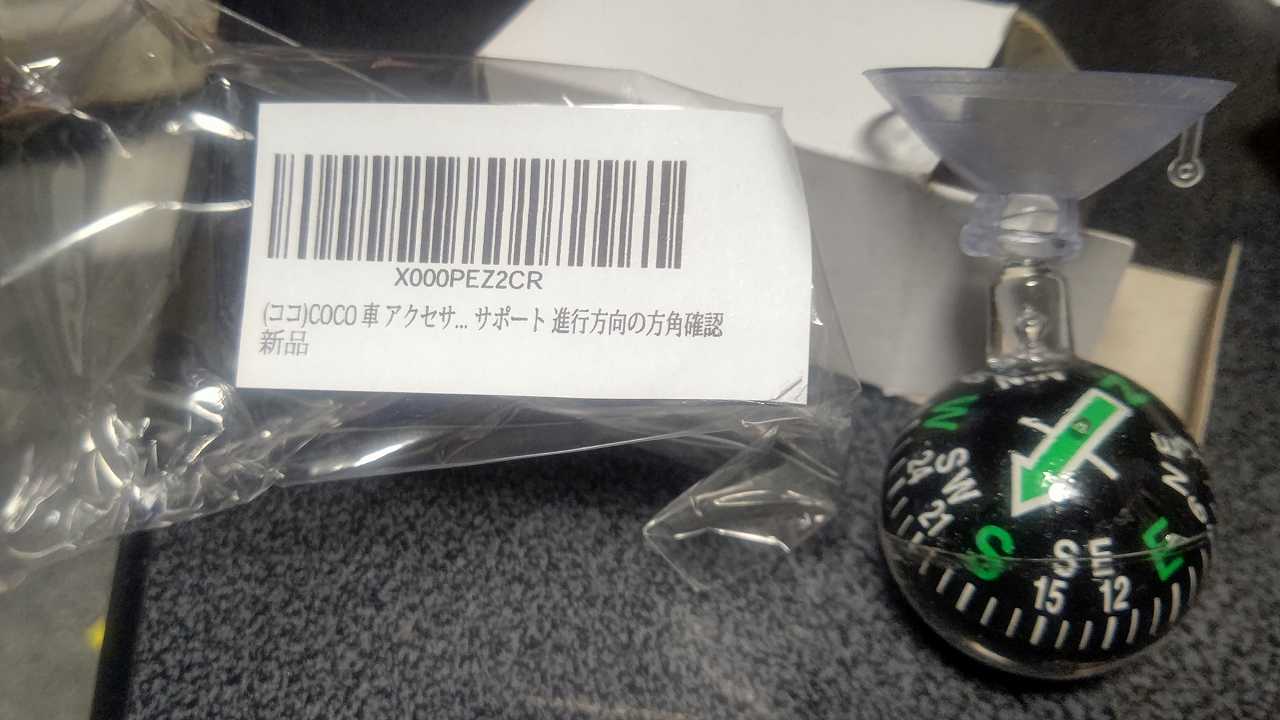 X000PEZ2CR
(ココ)COCO 車 アクセサ... サポート 進行方向の方角確認
新品
W
24
SW
21
S
SE
15
12
E
NE